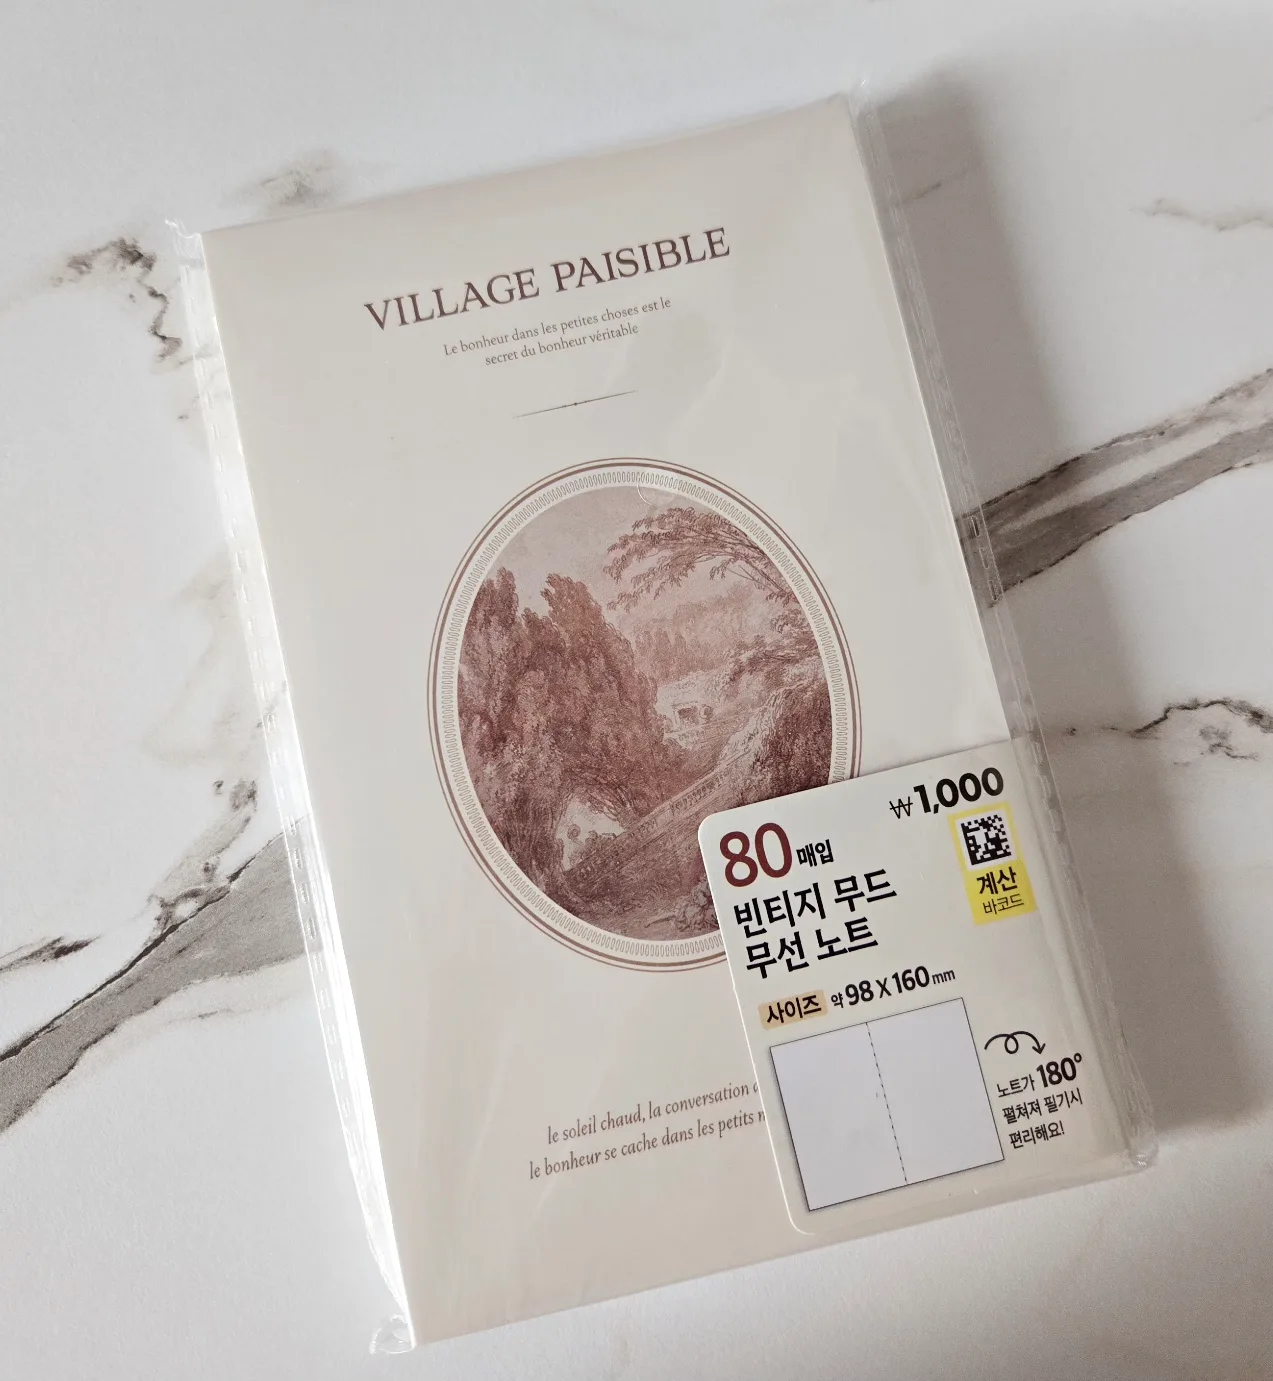 VILLAGE PAISIBLE
Le bonheur dans les petites choses est le
secret du bonheur véritable
le soleil chaud, la conversation
le bonheur se cache dans les petits
₩1,000
80매입
빈티지 무드
무선 노트
계산
바코드
사이즈 약 98 X 160mm
노트가 180°
펼쳐져 필기시
편리해요!